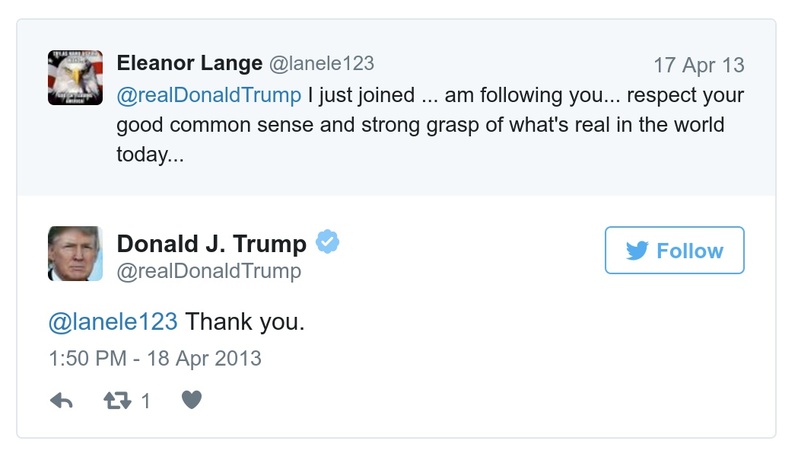 Eleanor Lange @lanele123 17 Apr 13
@realDonaldTrump I just joined ... am following you... respect your
good common sense and strong grasp of what's real in the world
today...
Donald J. Trump
@realDonaldTrump
Follow
@lanele123 Thank you.
1:50 PM - 18 Apr 2013
1